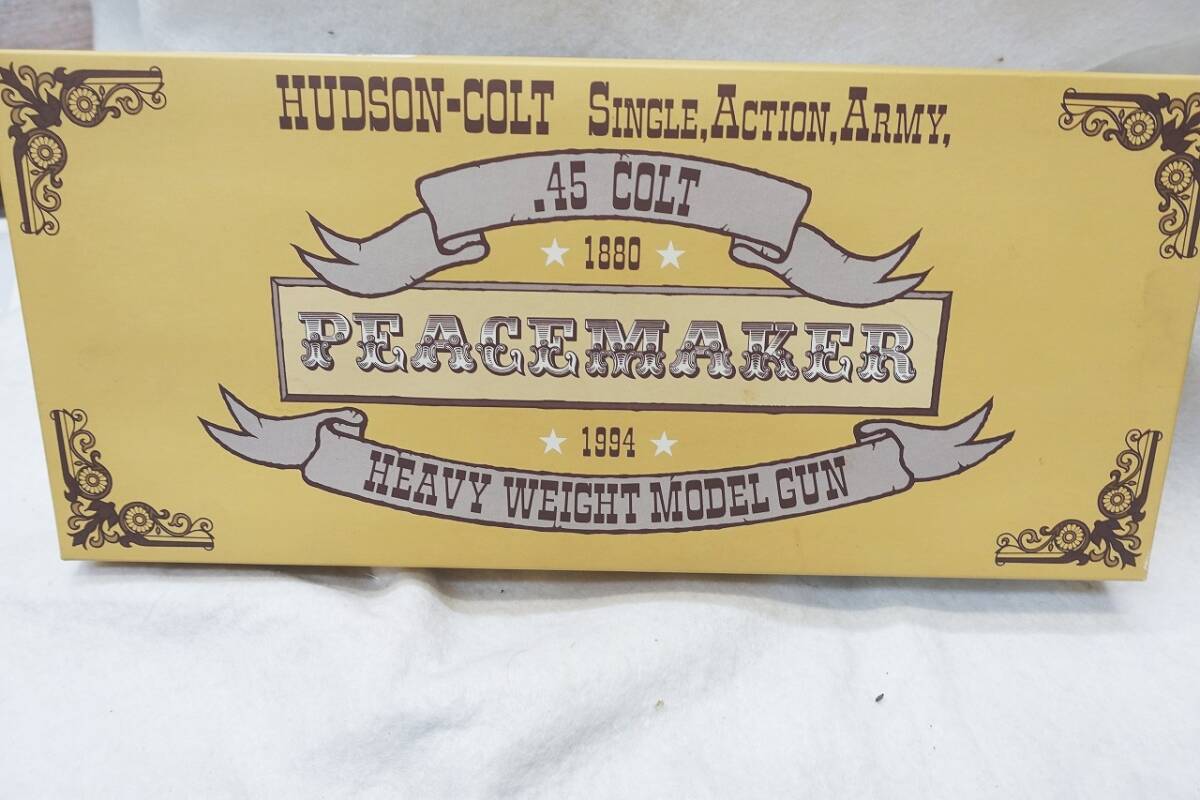 HUDSON-COLT SINGLE,ACTION,ARMY,
.45 COLT
1880
PEACEMAKER
1994
HEAVY WEIGHT MODEL GUN